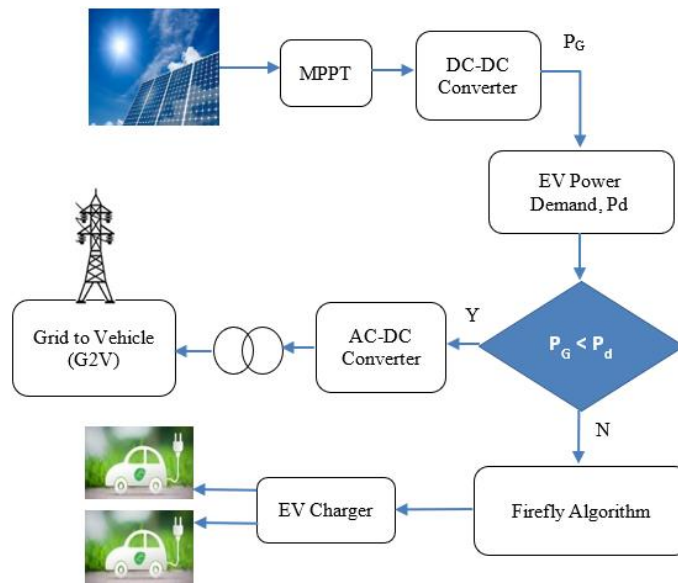 P_G
MPPT
DC-DC
Converter
EV Power
Demand, Pd
Y
P_G < P_d
AC-DC
Converter
Grid to Vehicle
(G2V)
N
EV Charger
Firefly Algorithm